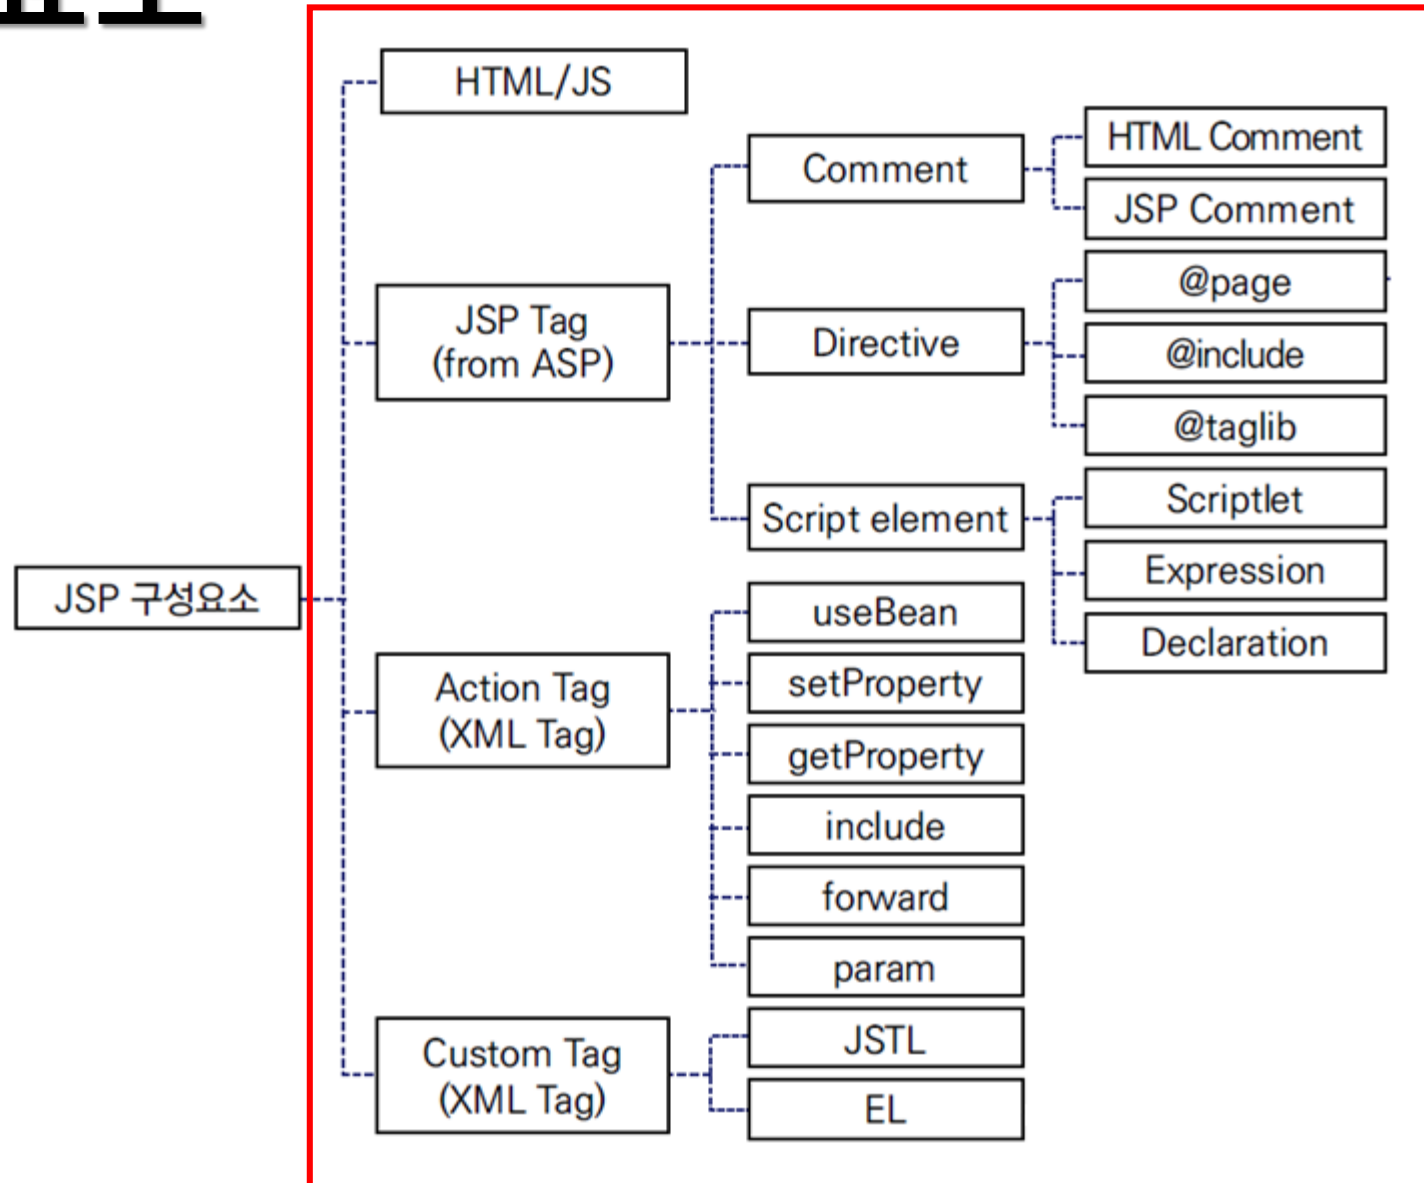 HTML/JS
HTML Comment
Comment
JSP Comment
@page
JSP Tag
(from ASP)
Directive
@include
@taglib
Scriptlet
Script element
Expression
JSP 구성요소
useBean
Declaration
Action Tag
(XML Tag)
setProperty
getProperty
include
forward
param
Custom Tag
(XML Tag)
JSTL
EL